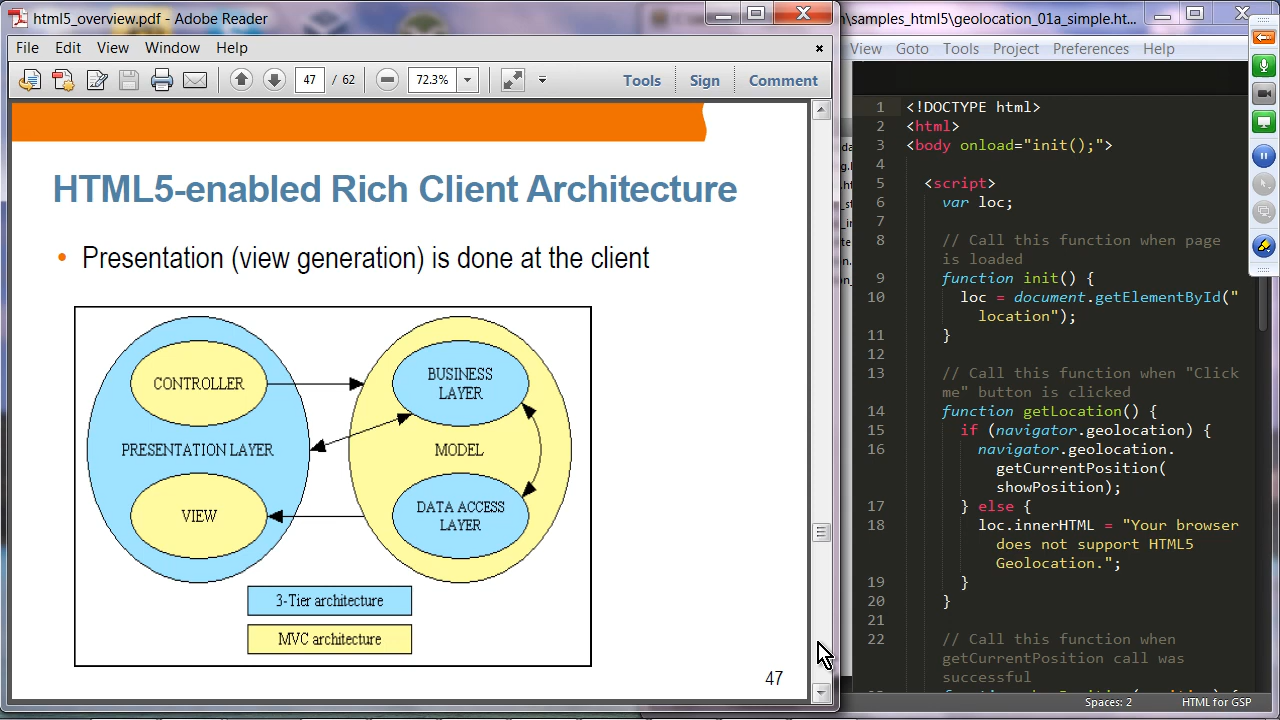 html5_overview.pdf - Adobe Reader
File Edit View Window Help
47 / 62
72.3%
Tools Sign Comment
HTML5-enabled Rich Client Architecture
• Presentation (view generation) is done at the client
CONTROLLER
PRESENTATION LAYER
VIEW
BUSINESS
LAYER
MODEL
DATA ACCESS
LAYER
3-Tier architecture
MVC architecture
47
\samples_html5\geolocation_01a_simple.ht...
View Goto Tools Project Preferences Help
1 <!DOCTYPE html>
2 <html>
3 <body onload="init();">
4
5 <script>
6 var loc;
7
8 // Call this function when page
is loaded
9 function init() {
10 loc = document.getElementById("
location");
11 }
12
13 // Call this function when "Click
me" button is clicked
14 function getLocation() {
15 if (navigator.geolocation) {
16 navigator.geolocation.
getCurrentPosition(
showPosition);
17 } else {
18 loc.innerHTML = "Your browser
does not support HTML5
Geolocation.";
19 }
20 }
21
22 // Call this function when
getCurrentPosition call was
successful
Spaces: 2 HTML for GSP